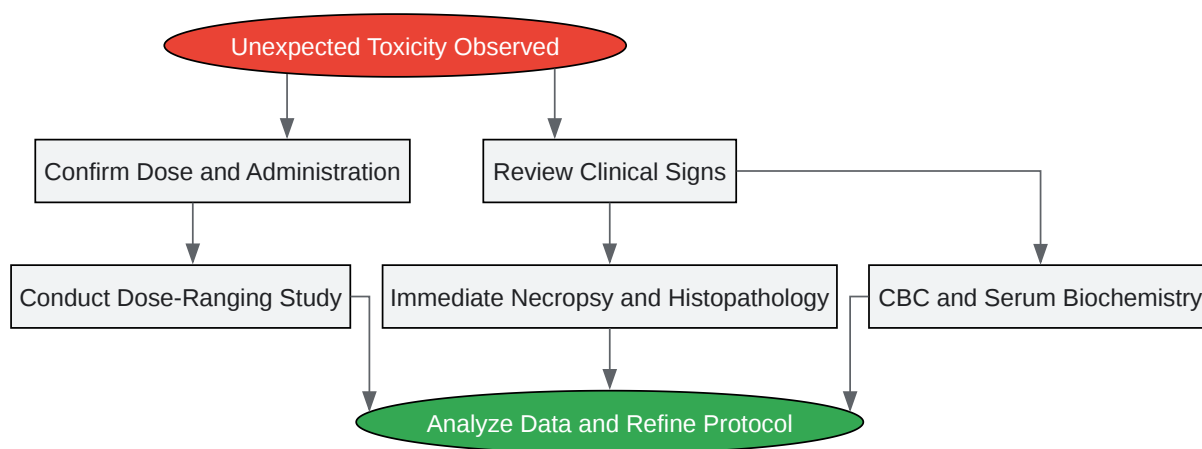 Unexpected Toxicity Observed
Confirm Dose and Administration
Review Clinical Signs
Conduct Dose-Ranging Study
Immediate Necropsy and Histopathology
CBC and Serum Biochemistry
Analyze Data and Refine Protocol